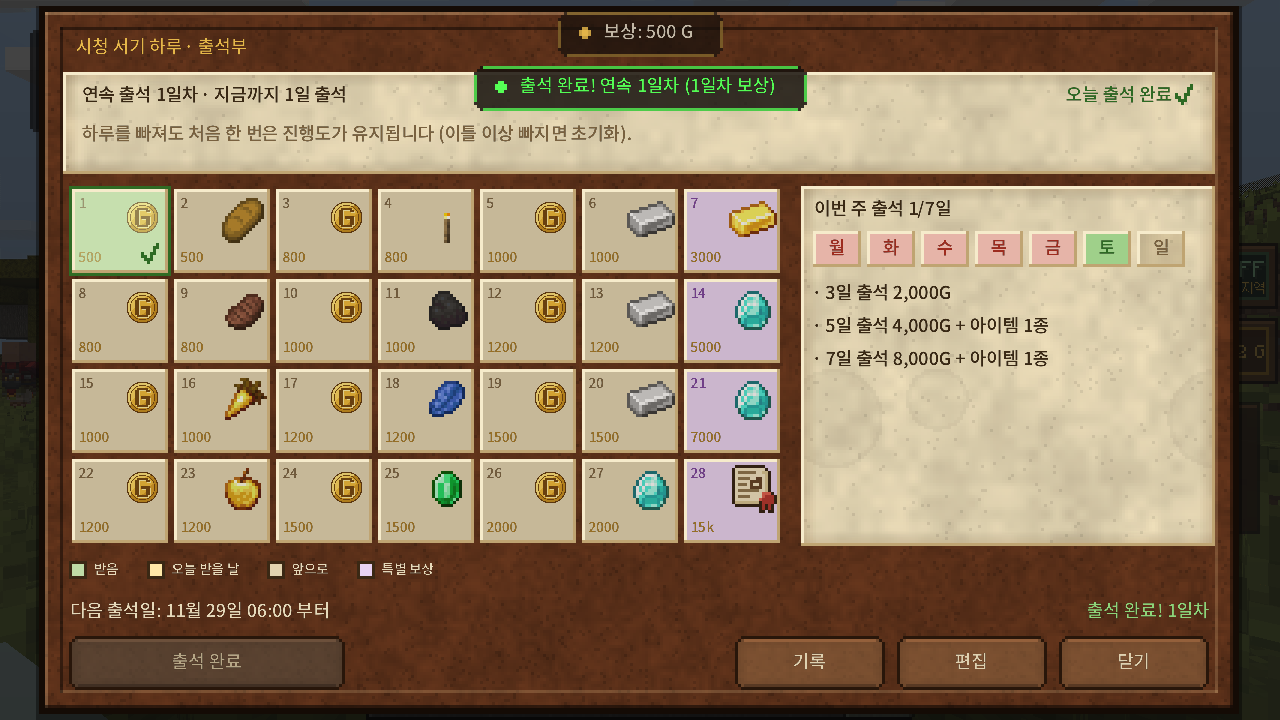 보상: 500 G
시청 서기 하루 · 출석부
출석 완료! 연속 1일차 (1일차 보상)
연속 출석 1일차 · 지금까지 1일 출석
오늘 출석 완료
하루를 빠져도 처음 한 번은 진행도가 유지됩니다 (이틀 이상 빠지면 초기화).
1 500
2 500
3 800
4 800
5 1000
6 1000
7 3000
8 800
9 800
10 1000
11 1000
12 1200
13 1200
14 5000
15 1000
16 1000
17 1200
18 1200
19 1500
20 1500
21 7000
22 1200
23 1200
24 1500
25 1500
26 2000
27 2000
28 15k
이번 주 출석 1/7일
월 화 수 목 금 토 일
· 3일 출석 2,000G
· 5일 출석 4,000G + 아이템 1종
· 7일 출석 8,000G + 아이템 1종
받음 오늘 받을 날 앞으로 특별 보상
다음 출석일: 11월 29일 06:00 부터
출석 완료! 1일차
출석 완료 기록 편집 닫기